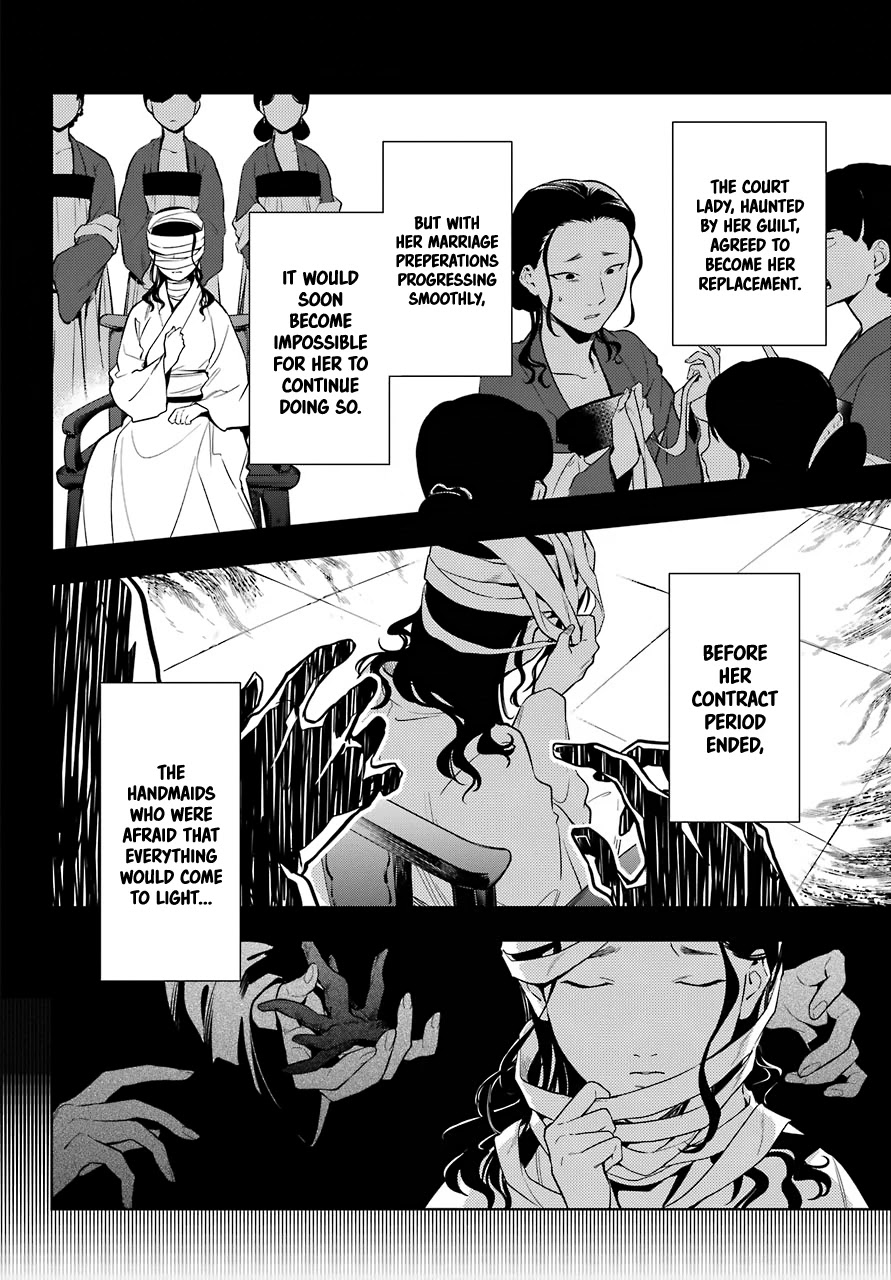 THE COURT
LADY, HAUNTED
BY HER GUILT,
AGREED TO
BECOME HER
REPLACEMENT.
BUT WITH
HER MARRIAGE
PREPERATIONS
PROGRESSING
SMOOTHLY,
IT WOULD
SOON
BECOME
IMPOSSIBLE
FOR HER TO
CONTINUE
DOING SO.
BEFORE
HER
CONTRACT
PERIOD
ENDED,
THE
HANDMAIDS
WHO WERE
AFRAID THAT
EVERYTHING
WOULD COME
TO LIGHT...